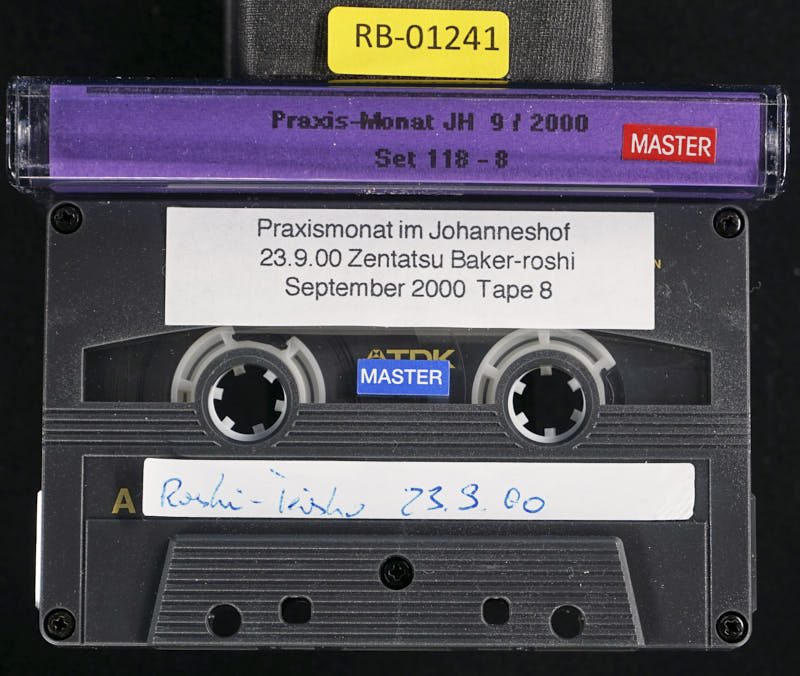 RB-01241
Praxis-Monat JH 9/2000
Set 118-8
MASTER
Praxismonat im Johanneshof
23.9.00 Zentatsu Baker-roshi
September 2000 Tape 8
TDK
MASTER
A
Roshi-Teisho 23.9.00